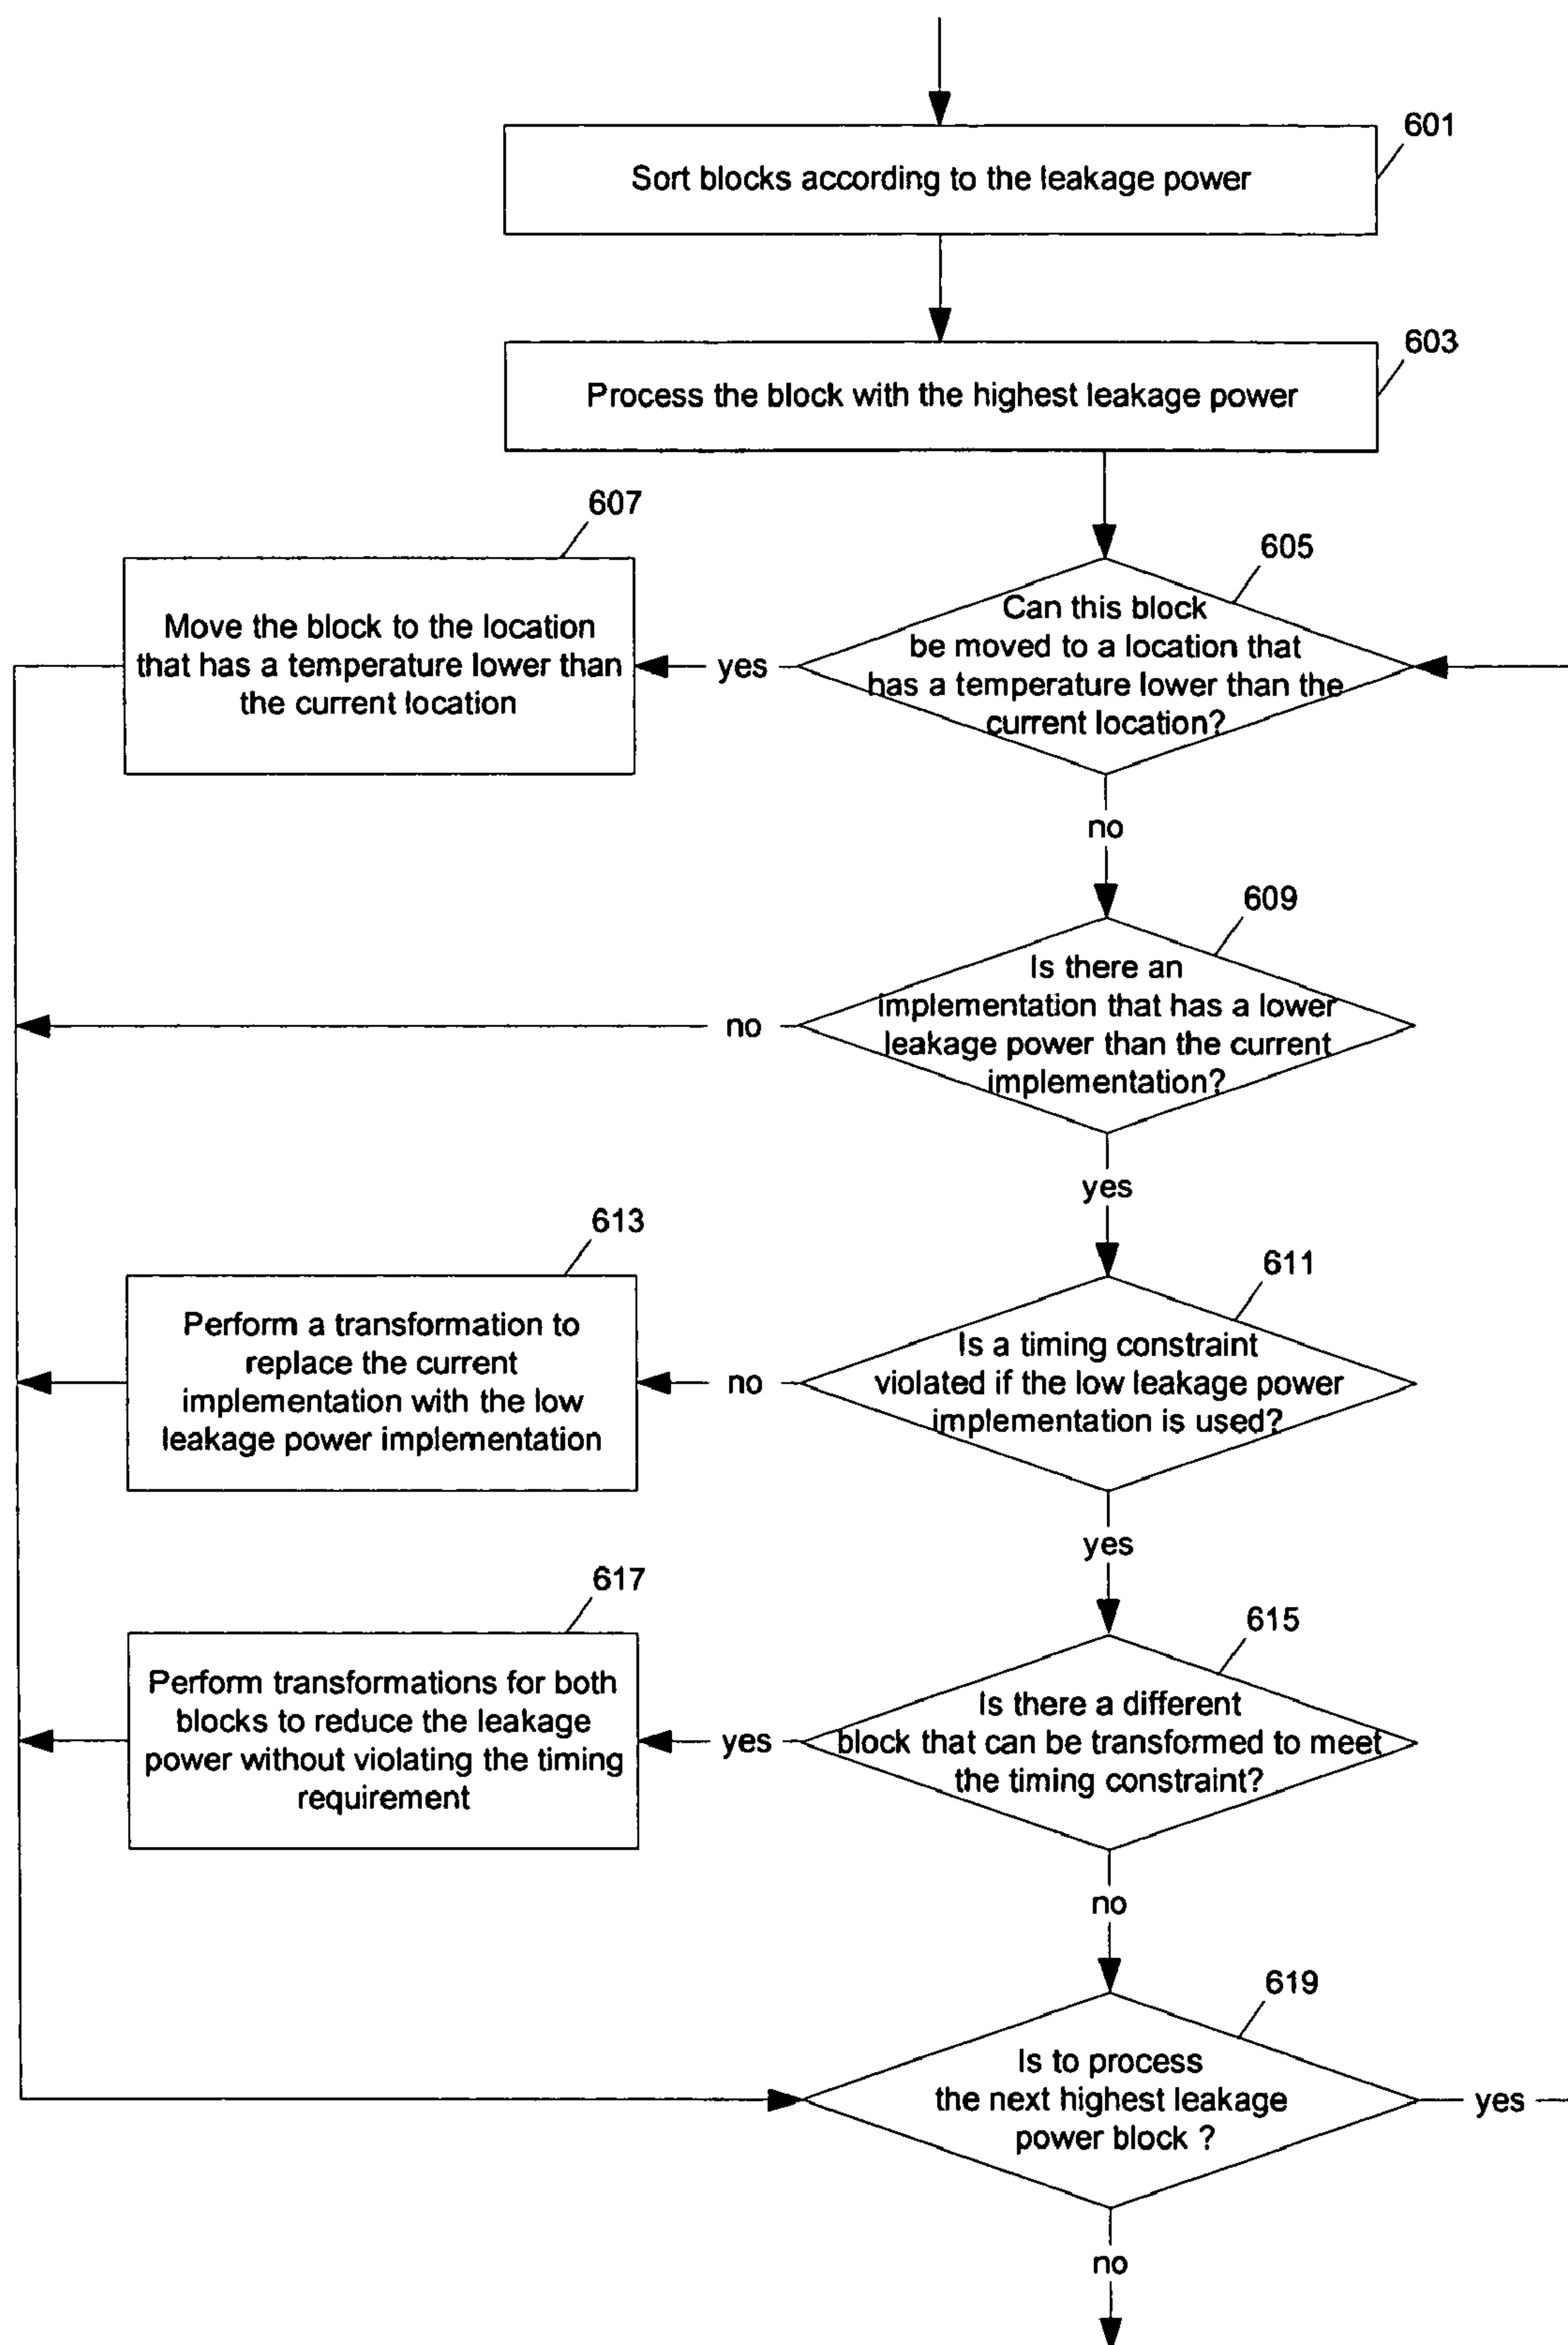 601
Sort blocks according to the leakage power
603
Process the block with the highest leakage power
607
605
Move the block to the location
that has a temperature lower than
the current location
yes
Can this block
be moved to a location that
has a temperature lower than the
current location?
no
609
Is there an
implementation that has a lower
leakage power than the current
implementation?
no
yes
613
611
Perform a transformation to
replace the current
implementation with the low
leakage power implementation
no
Is a timing constraint
violated if the low leakage power
implementation is used?
yes
617
615
Perform transformations for both
blocks to reduce the leakage
power without violating the timing
requirement
yes
Is there a different
block that can be transformed to meet
the timing constraint?
no
619
Is to process
the next highest leakage
power block ?
yes
no